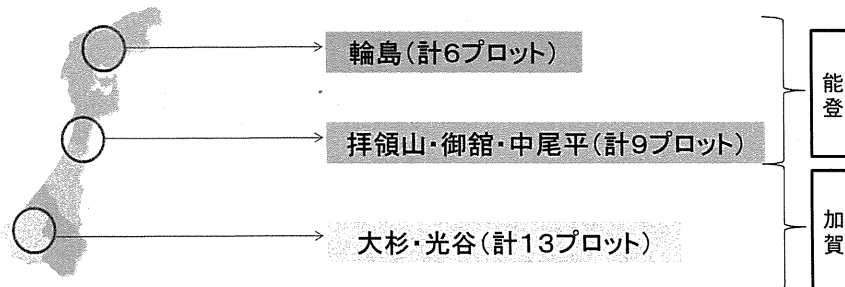 輪島(計6プロット)
拝領山・御舘・中尾平(計9プロット)
大杉・光谷(計13プロット)
能登
加賀